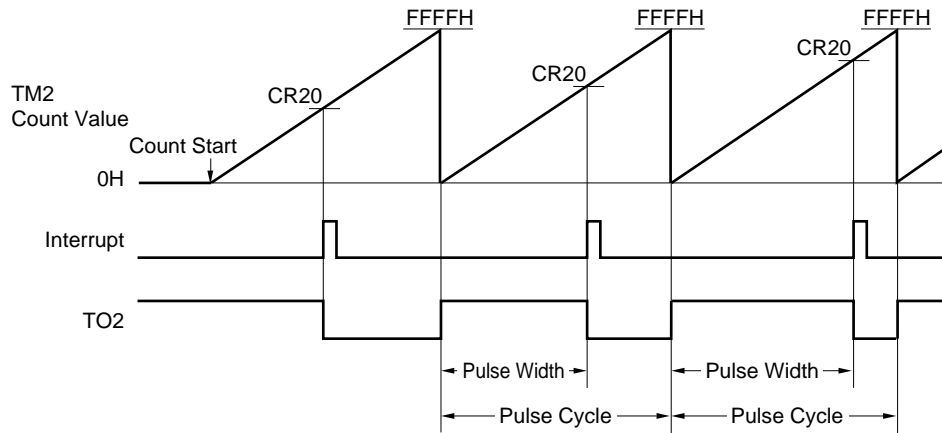 FFFFH FFFFH FFFFH
CR20 CR20 CR20
TM2
Count Value
Count Start
0H
Interrupt
TO2
Pulse Width Pulse Width
Pulse Cycle Pulse Cycle